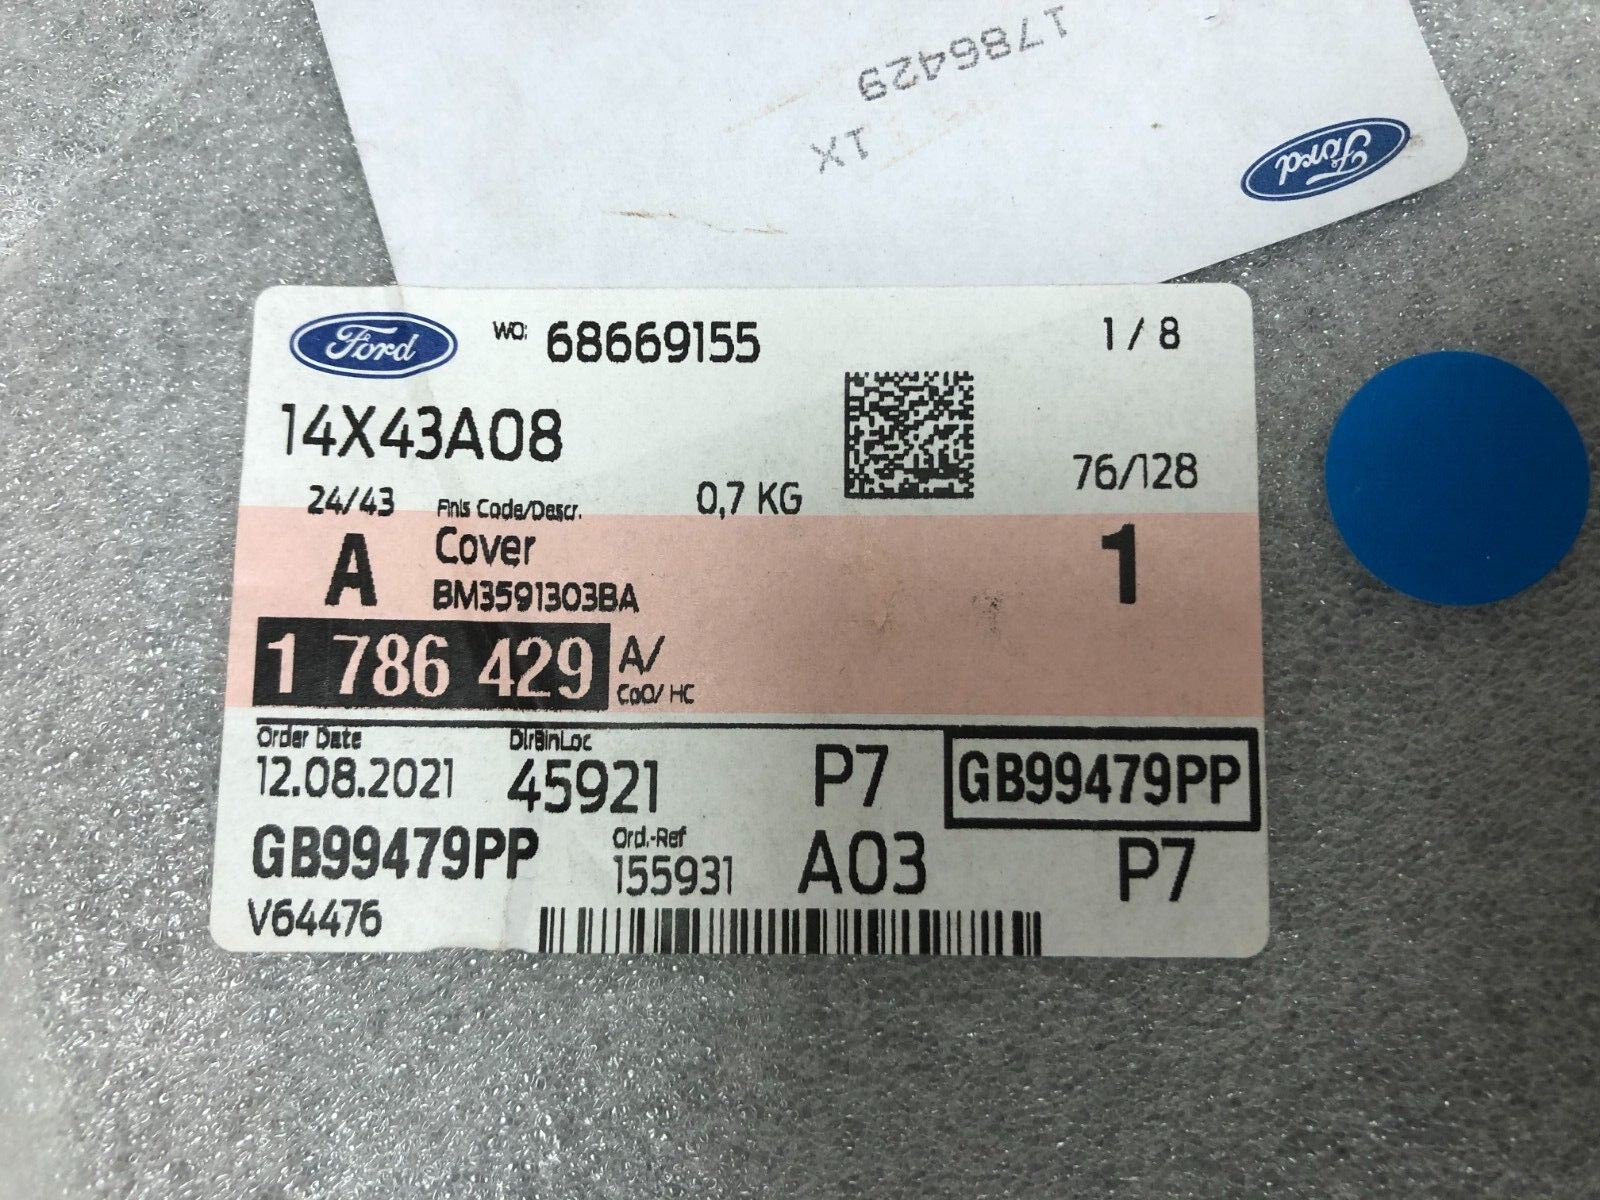 1786429
1X
Ford
Ford WO: 68669155 1 / 8
14X43A08
76/128
24/43 Finis Code/Descr. 0,7 KG
A Cover 1
BM3591303BA
1 786 429 A/
CoO/ HC
Order Date DlrBinLoc
12.08.2021 45921 P7 GB99479PP
GB99479PP Ord.-Ref A03 P7
155931
V64476